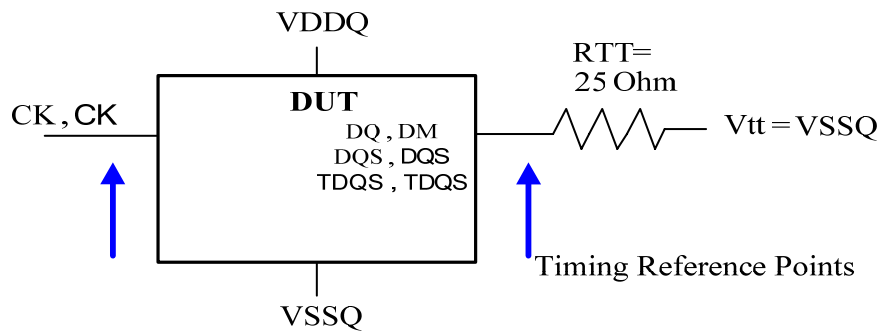 VDDQ
DUT
CK , CK
DQ , DM
DQS , DQS
TDQS , TDQS
RTT=
25 Ohm
Vtt = VSSQ
Timing Reference Points
VSSQ